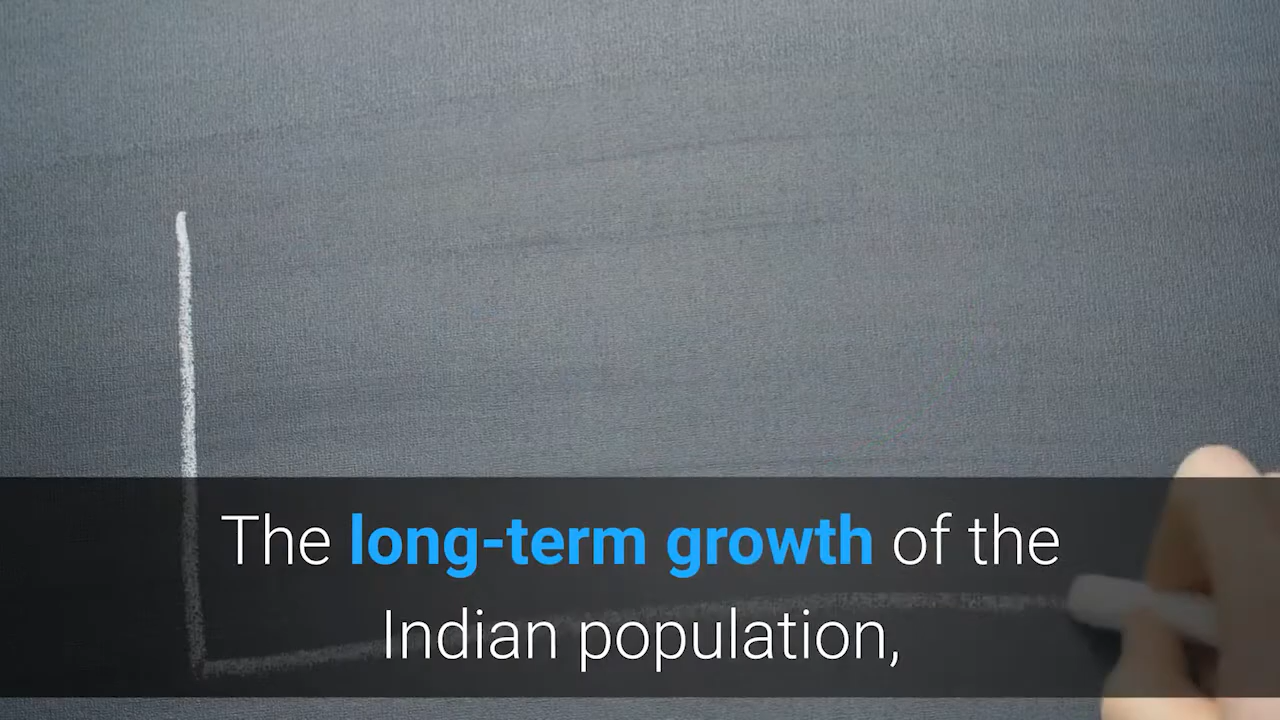 The long-term growth of the
Indian population,